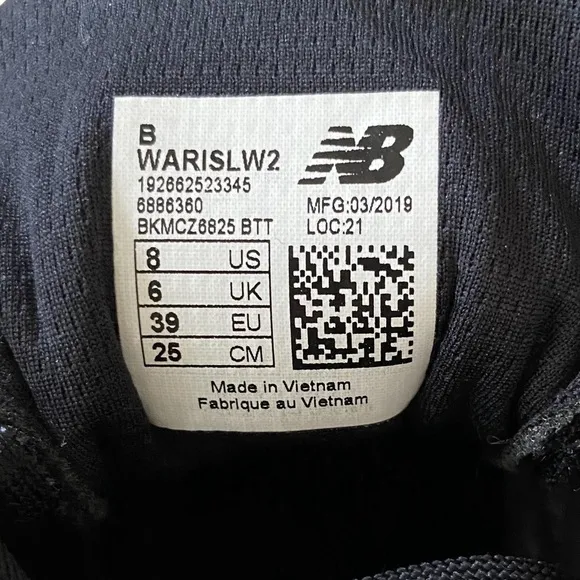 B
WARISLW2
NB
192662523345
6886360
MFG:03/2019
BKMCZ6825 BTT
LOC:21
8 US
6 UK
39 EU
25 CM
Made in Vietnam
Fabrique au Vietnam